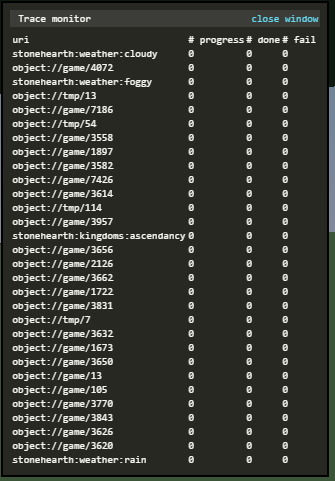 Trace monitor close window
uri # progress # done # fail
stonehearth:weather:cloudy 0 0 0
object://game/4072 0 0 0
stonehearth:weather:foggy 0 0 0
object://tmp/13 0 0 0
object://game/7186 0 0 0
object://tmp/54 0 0 0
object://game/3558 0 0 0
object://game/1897 0 0 0
object://game/3582 0 0 0
object://game/7426 0 0 0
object://game/3614 0 0 0
object://tmp/114 0 0 0
object://game/3957 0 0 0
stonehearth:kingdoms:ascendancy 0 0 0
object://game/3656 0 0 0
object://game/2126 0 0 0
object://game/3662 0 0 0
object://game/1722 0 0 0
object://game/3831 0 0 0
object://tmp/7 0 0 0
object://game/3632 0 0 0
object://game/1673 0 0 0
object://game/3650 0 0 0
object://game/13 0 0 0
object://game/105 0 0 0
object://game/3770 0 0 0
object://game/3843 0 0 0
object://game/3626 0 0 0
object://game/3620 0 0 0
stonehearth:weather:rain 0 0 0